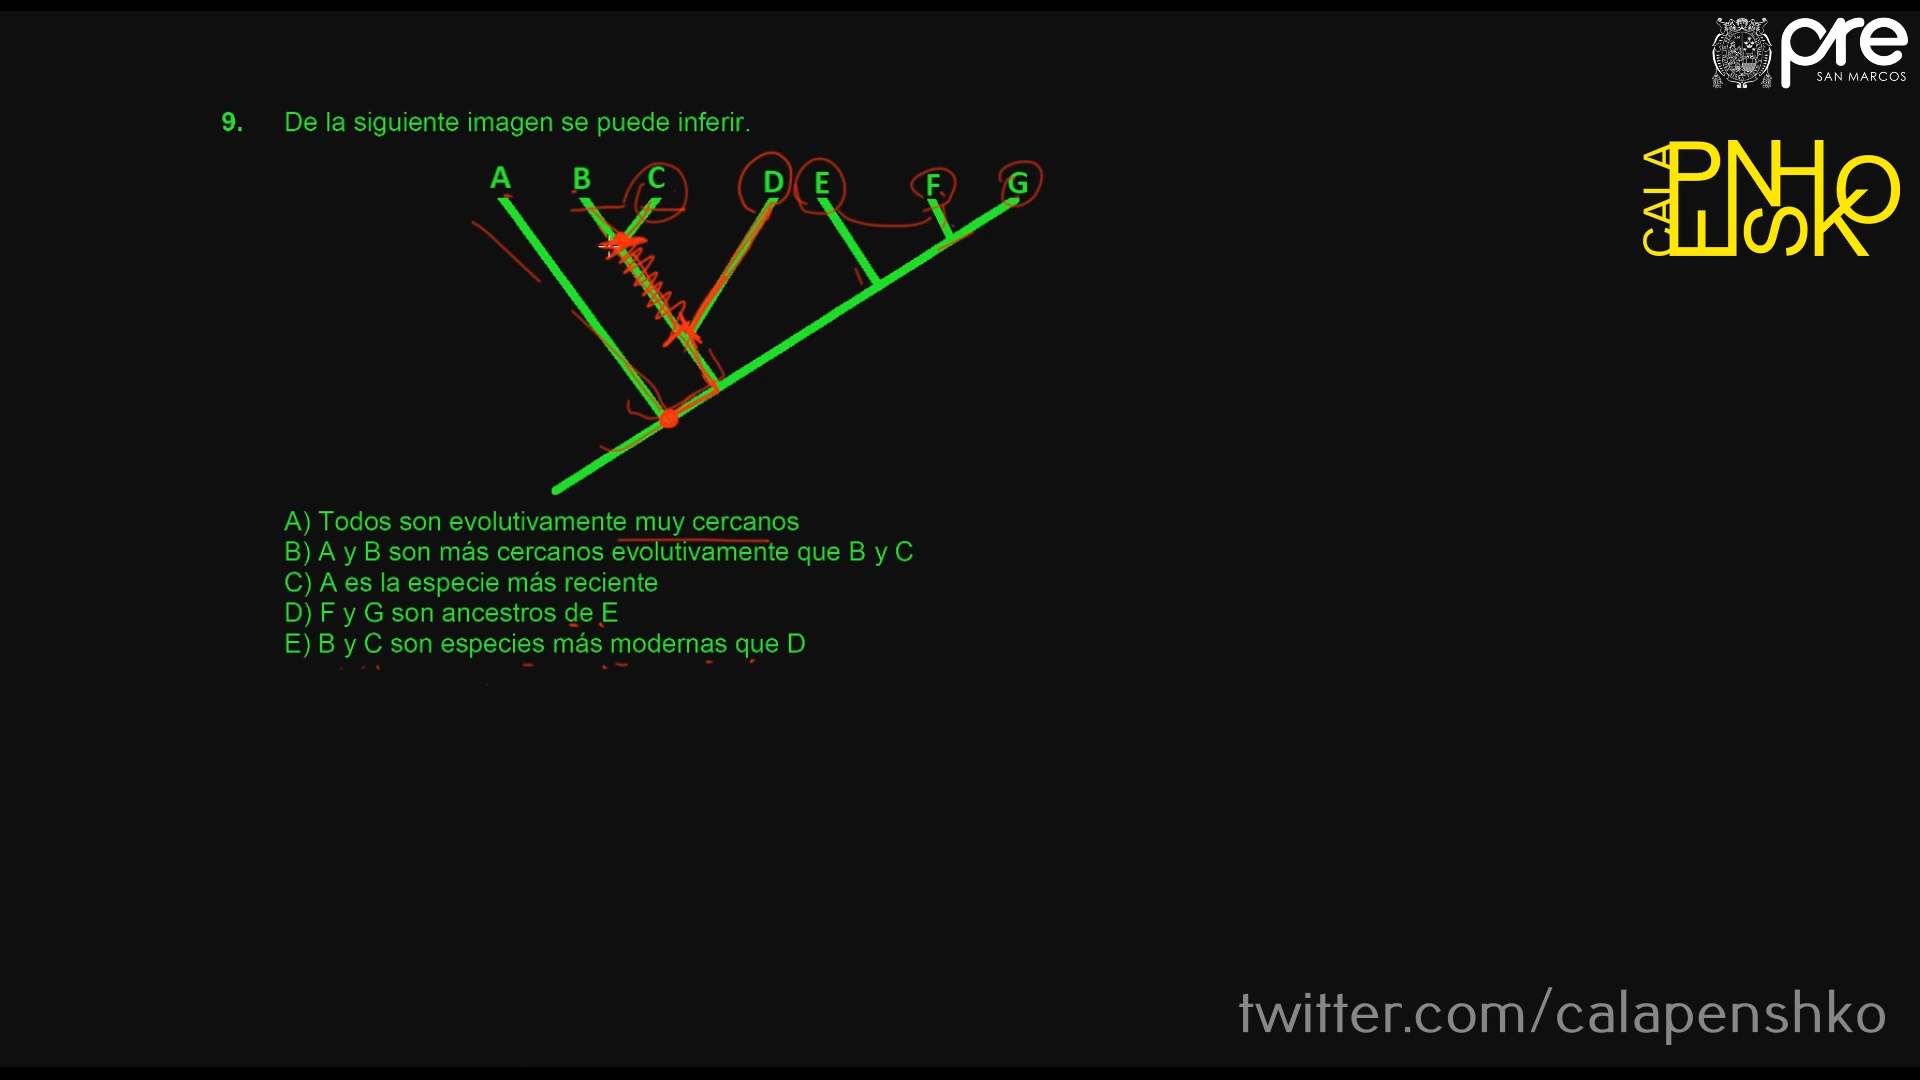 pre
SAN MARCOS
CALA
PENSHKO
9. De la siguiente imagen se puede inferir.
A B C D E F G
A) Todos son evolutivamente muy cercanos
B) A y B son más cercanos evolutivamente que B y C
C) A es la especie más reciente
D) F y G son ancestros de E
E) B y C son especies más modernas que D
twitter.com/calapenshko